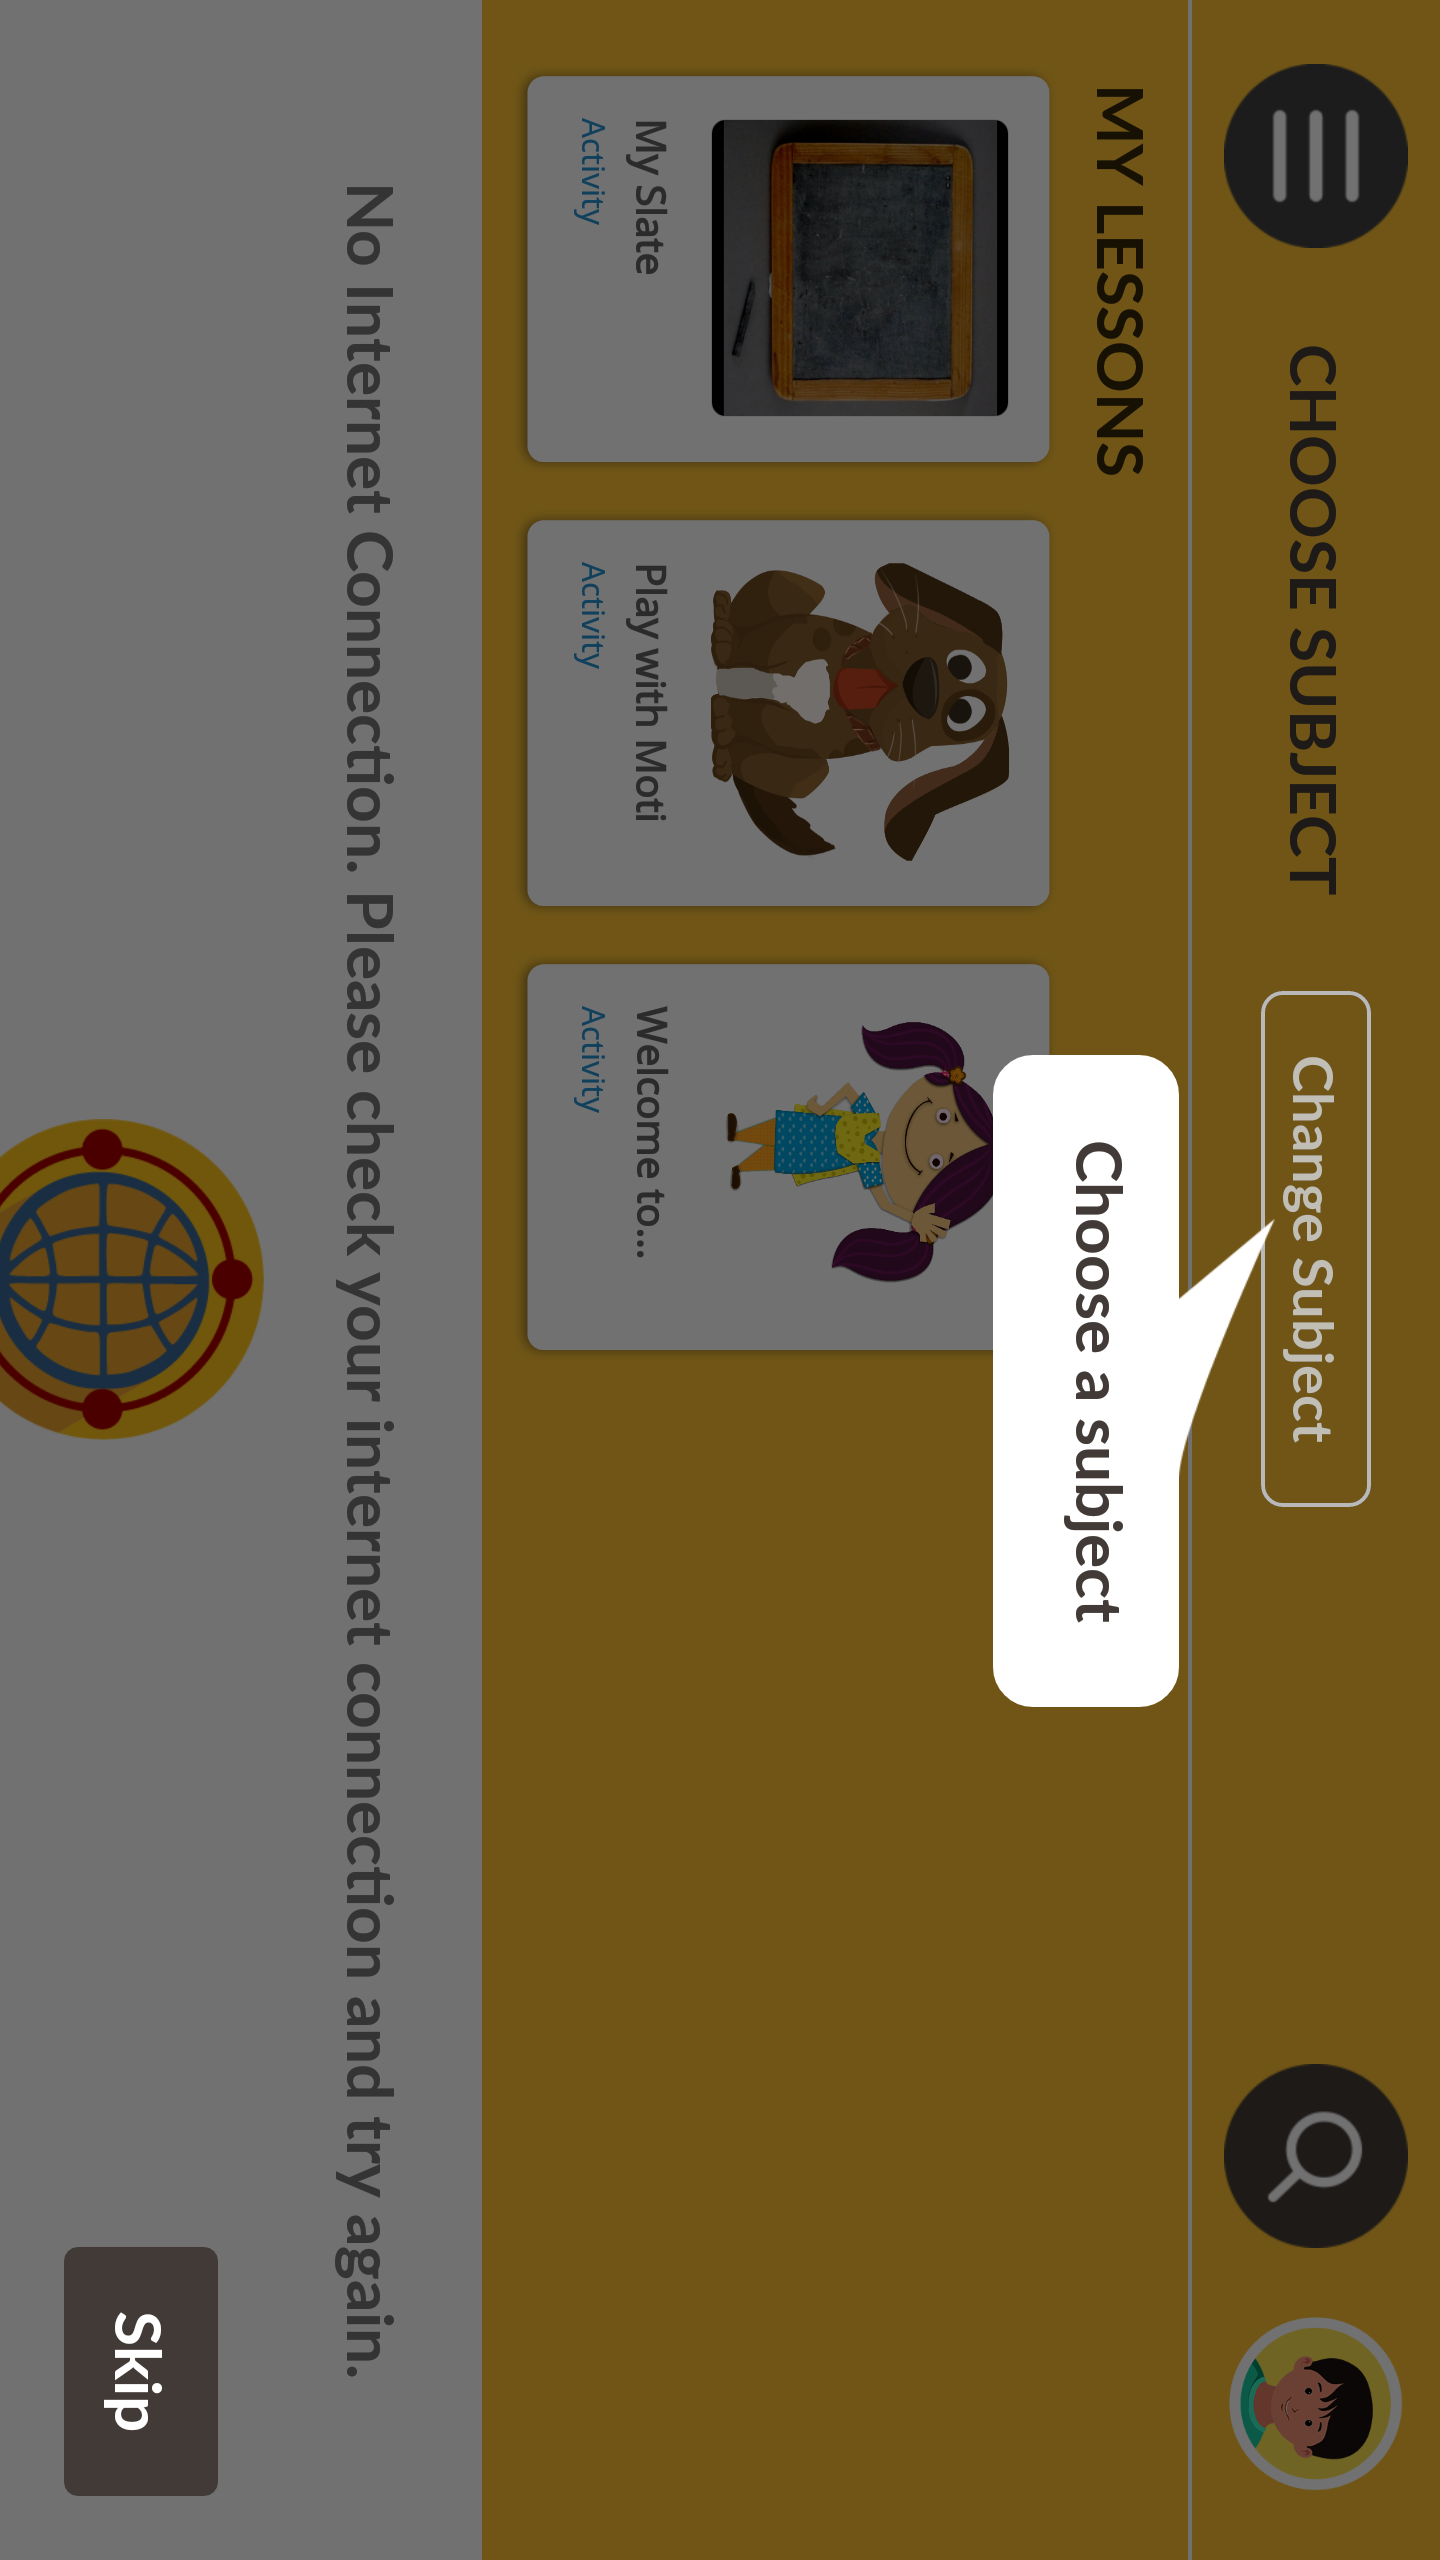 CHOOSE SUBJECT
Change Subject
MY LESSONS
Choose a subject
My Slate
Activity
Play with Moti
Activity
Welcome to...
Activity
No Internet Connection. Please check your internet connection and try again.
Skip